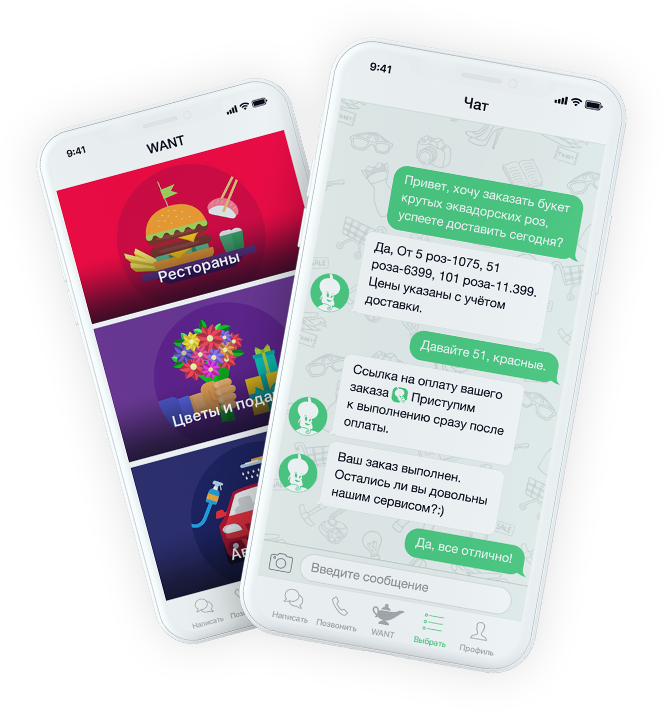 9:41
WANT
Рестораны
Цветы и пода
Ав
Написать
9:41
Чат
Привет, хочу заказать букет
крутых эквадорских роз,
успеете доставить сегодня?
Да, От 5 роз-1075, 51
роза-6399, 101 роза-11.399.
Цены указаны с учётом
доставки.
Давайте 51, красные.
Ссылка на оплату вашего
заказа Приступим
к выполнению сразу после
оплаты.
Ваш заказ выполнен.
Остались ли вы довольны
нашим сервисом?:)
Да, все отлично!
Введите сообщение
Написать
Позвонить
WANT
Выбрать
Профиль